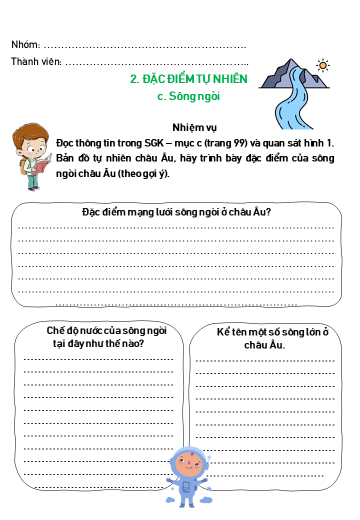 Nhóm: ……………………………………………….
Thành viên: …………………………………………..
2. ĐẶC ĐIỂM TỰ NHIÊN
c. Sông ngòi
Nhiệm vụ
Đọc thông tin trong SGK – mục c (trang 99) và quan sát hình 1.
Bản đồ tự nhiên châu Âu, hãy trình bày đặc điểm của sông
ngòi châu Âu (theo gợi ý).
Đặc điểm mạng lưới sông ngòi ở châu Âu?
Chế độ nước của sông ngòi
tại đây như thế nào?
Kể tên một số sông lớn ở
châu Âu.